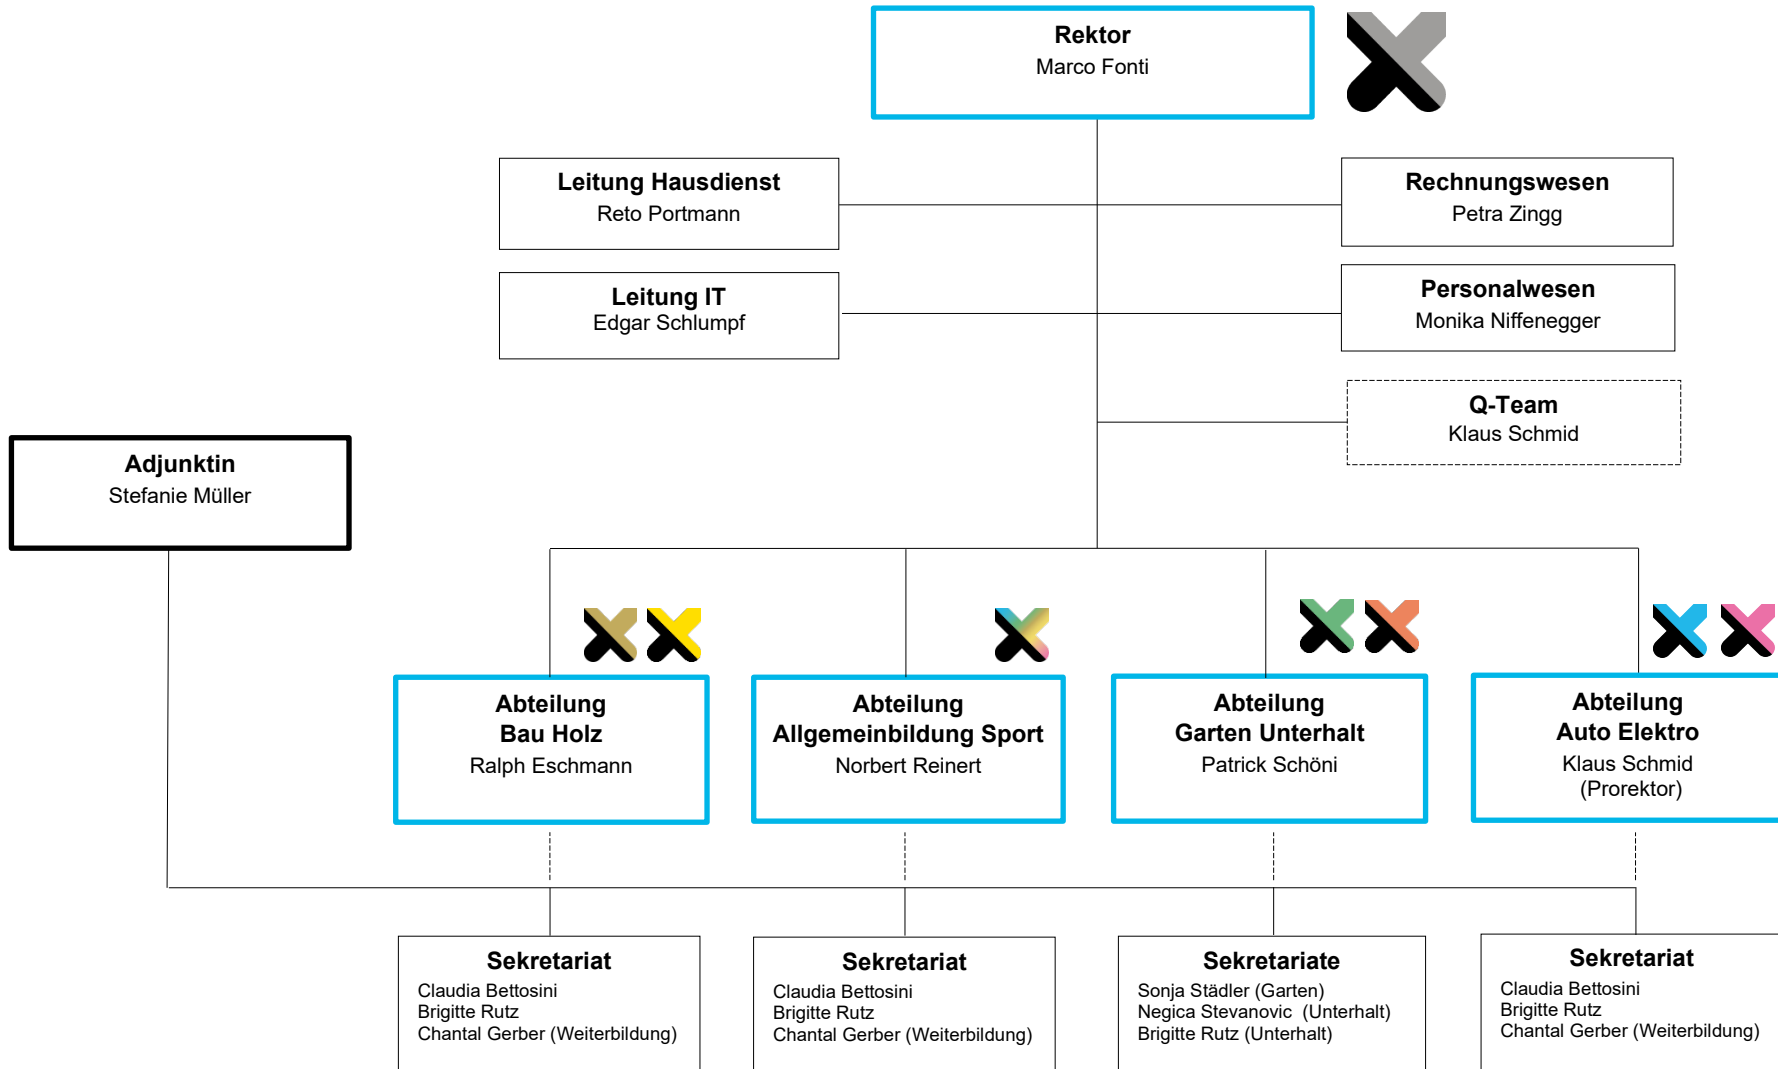 Rektor
Marco Fonti
Leitung Hausdienst
Reto Portmann
Rechnungswesen
Petra Zingg
Leitung IT
Edgar Schlumpf
Personalwesen
Monika Niffenegger
Q-Team
Klaus Schmid
Adjunktin
Stefanie Müller
Abteilung
Bau Holz
Ralph Eschmann
Abteilung
Allgemeinbildung Sport
Norbert Reinert
Abteilung
Garten Unterhalt
Patrick Schöni
Abteilung
Auto Elektro
Klaus Schmid
(Prorektor)
Sekretariat
Claudia Bettosini
Brigitte Rutz
Chantal Gerber (Weiterbildung)
Sekretariat
Claudia Bettosini
Brigitte Rutz
Chantal Gerber (Weiterbildung)
Sekretariate
Sonja Städler (Garten)
Negica Stevanovic (Unterhalt)
Brigitte Rutz (Unterhalt)
Sekretariat
Claudia Bettosini
Brigitte Rutz
Chantal Gerber (Weiterbildung)